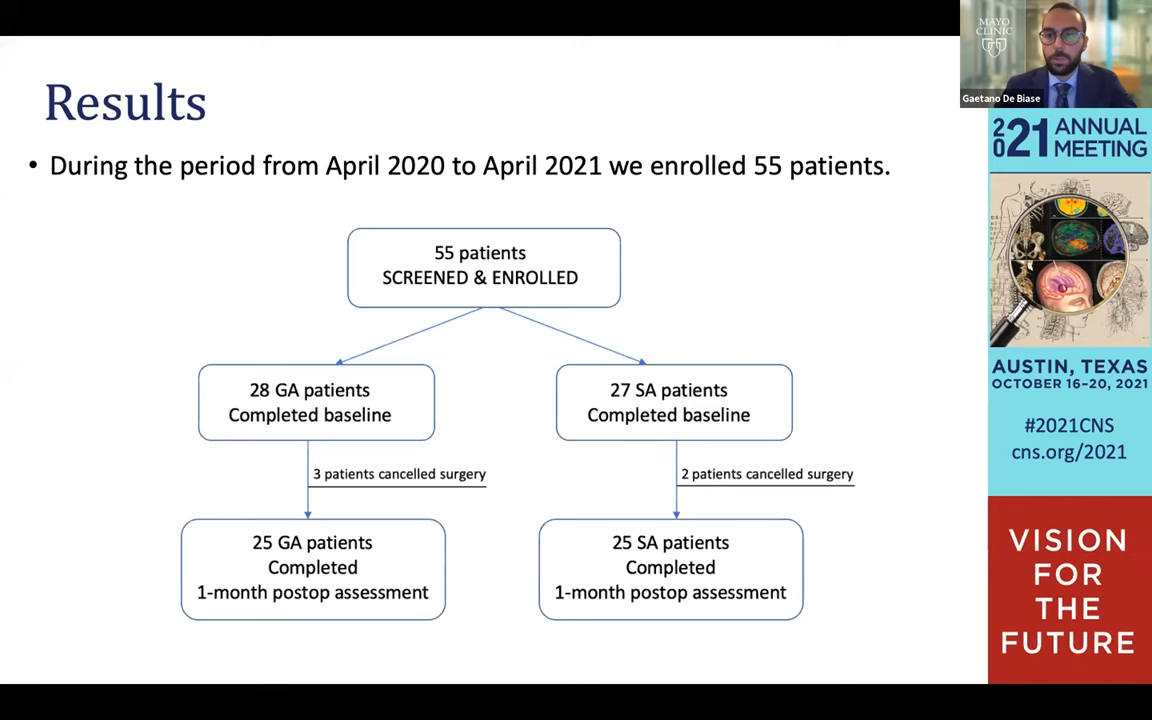 Results
• During the period from April 2020 to April 2021 we enrolled 55 patients.
55 patients
SCREENED & ENROLLED
28 GA patients
Completed baseline
27 SA patients
Completed baseline
3 patients cancelled surgery
2 patients cancelled surgery
25 GA patients
Completed
1-month postop assessment
25 SA patients
Completed
1-month postop assessment
MAYO
CLINIC
Gaetano De Biase
2021 ANNUAL
MEETING
AUSTIN, TEXAS
OCTOBER 16–20, 2021
#2021CNS
cns.org/2021
VISION
FOR
THE
FUTURE